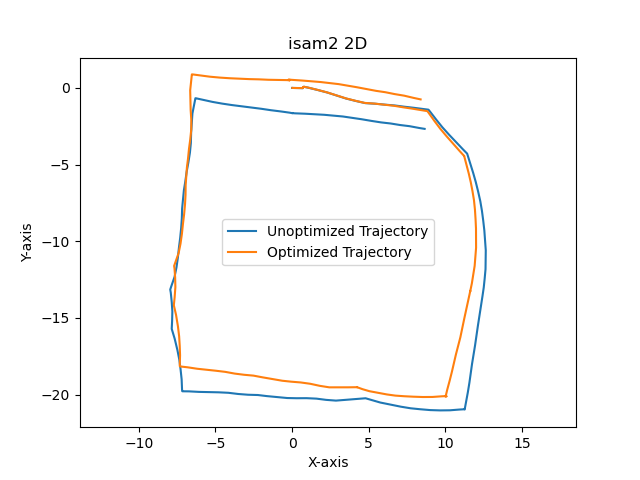 isam2 2D
Y-axis
0
−5
−10
−15
−20
Unoptimized Trajectory
Optimized Trajectory
−10
−5
0
5
10
15
X-axis